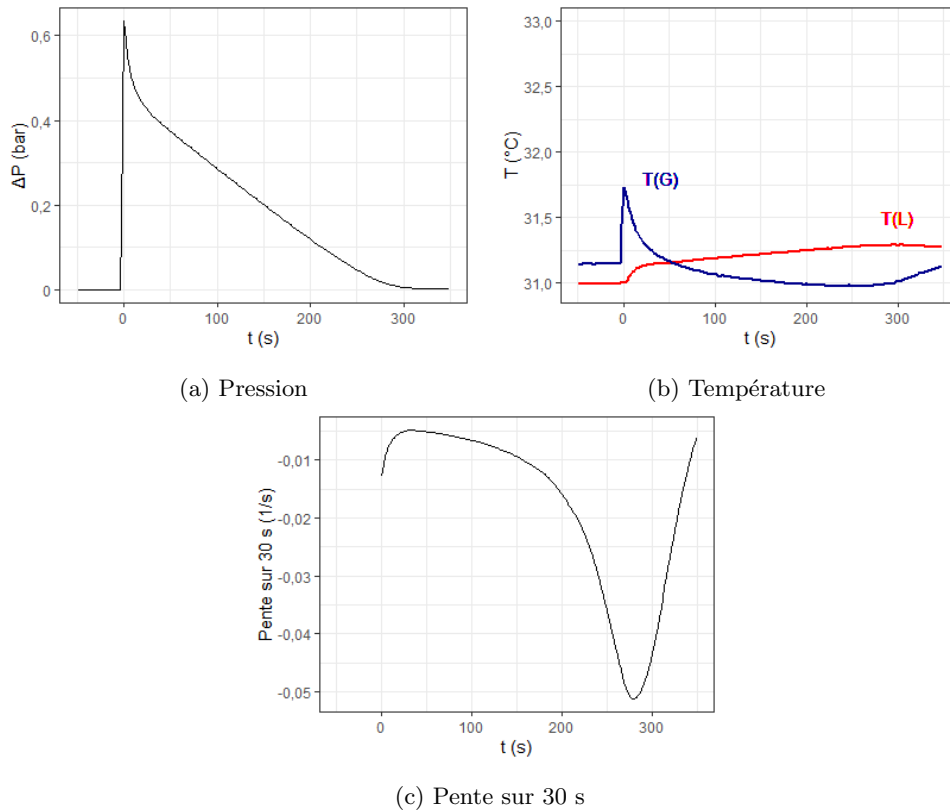 0,6
0,4
0,2
0
ΔP (bar)
0
100
200
300
t (s)
(a) Pression
33,0
32,5
32,0
31,5
31,0
T (°C)
T(G)
T(L)
0
100
200
300
t (s)
(b) Température
-0,01
-0,02
-0,03
-0,04
-0,05
Pente sur 30 s (1/s)
0
100
200
300
t (s)
(c) Pente sur 30 s